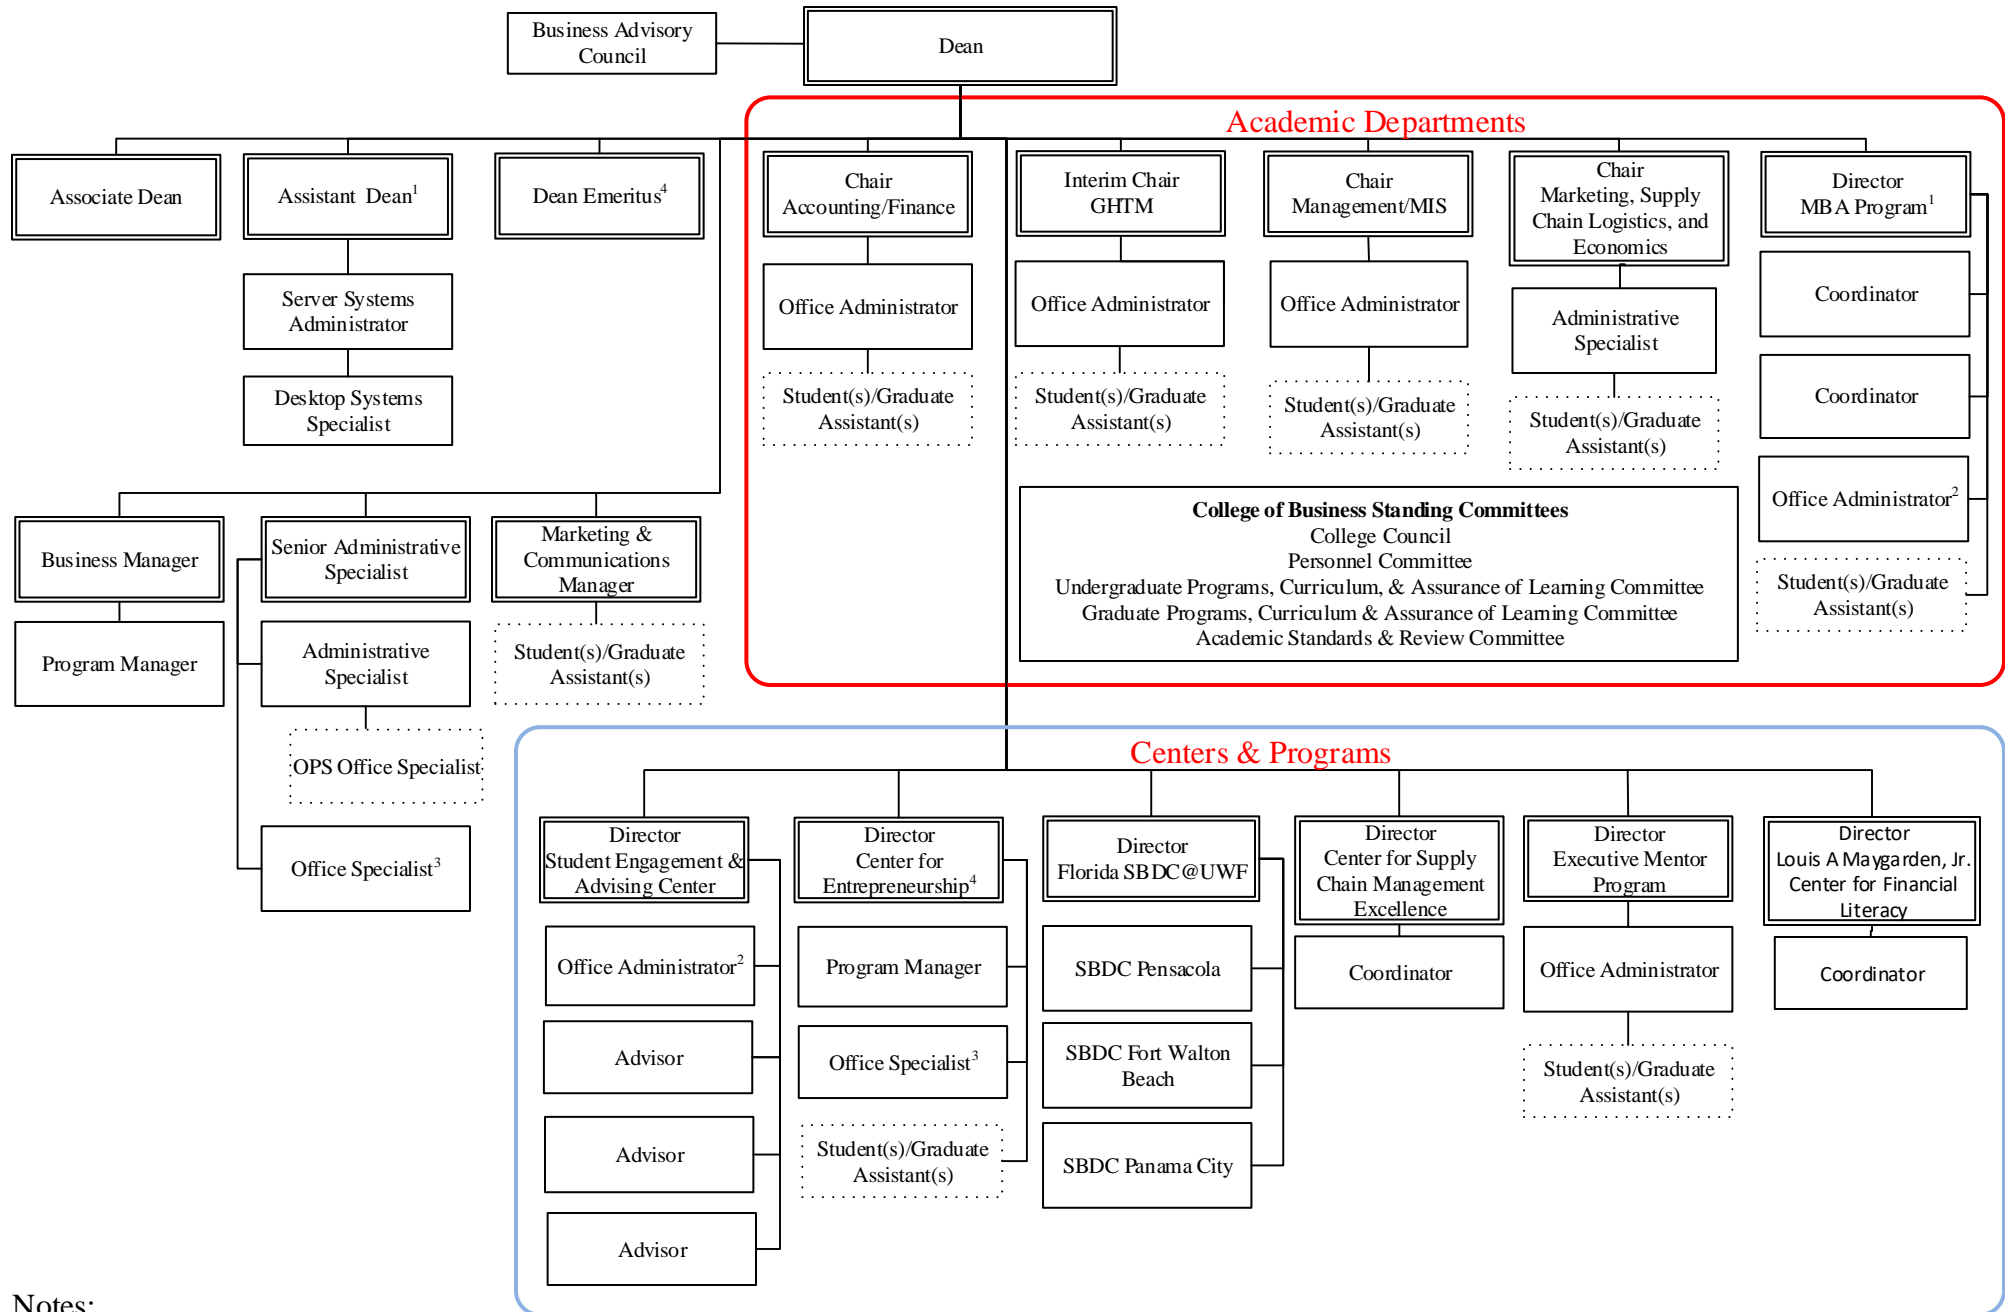 Business Advisory
Council
Dean
Academic Departments
Associate Dean
Assistant Dean¹
Dean Emeritus⁴
Chair
Accounting/Finance
Interim Chair
GHTM
Chair
Management/MIS
Chair
Marketing, Supply
Chain Logistics, and
Economics
Director
MBA Program¹
Server Systems
Administrator
Desktop Systems
Specialist
Office Administrator
Student(s)/Graduate
Assistant(s)
Office Administrator
Student(s)/Graduate
Assistant(s)
Office Administrator
Student(s)/Graduate
Assistant(s)
Administrative
Specialist
Student(s)/Graduate
Assistant(s)
Coordinator
Coordinator
Office Administrator²
Student(s)/Graduate
Assistant(s)
College of Business Standing Committees
College Council
Personnel Committee
Undergraduate Programs, Curriculum, & Assurance of Learning Committee
Graduate Programs, Curriculum & Assurance of Learning Committee
Academic Standards & Review Committee
Business Manager
Program Manager
Senior Administrative
Specialist
Administrative
Specialist
OPS Office Specialist
Office Specialist³
Marketing &
Communications
Manager
Student(s)/Graduate
Assistant(s)
Centers & Programs
Director
Student Engagement &
Advising Center
Office Administrator²
Advisor
Advisor
Advisor
Director
Center for
Entrepreneurship⁴
Program Manager
Office Specialist³
Student(s)/Graduate
Assistant(s)
Director
Florida SBDC@UWF
SBDC Pensacola
SBDC Fort Walton
Beach
SBDC Panama City
Director
Center for Supply
Chain Management
Excellence
Coordinator
Director
Executive Mentor
Program
Office Administrator
Student(s)/Graduate
Assistant(s)
Director
Louis A Maygarden, Jr.
Center for Financial
Literacy
Coordinator
Notes: